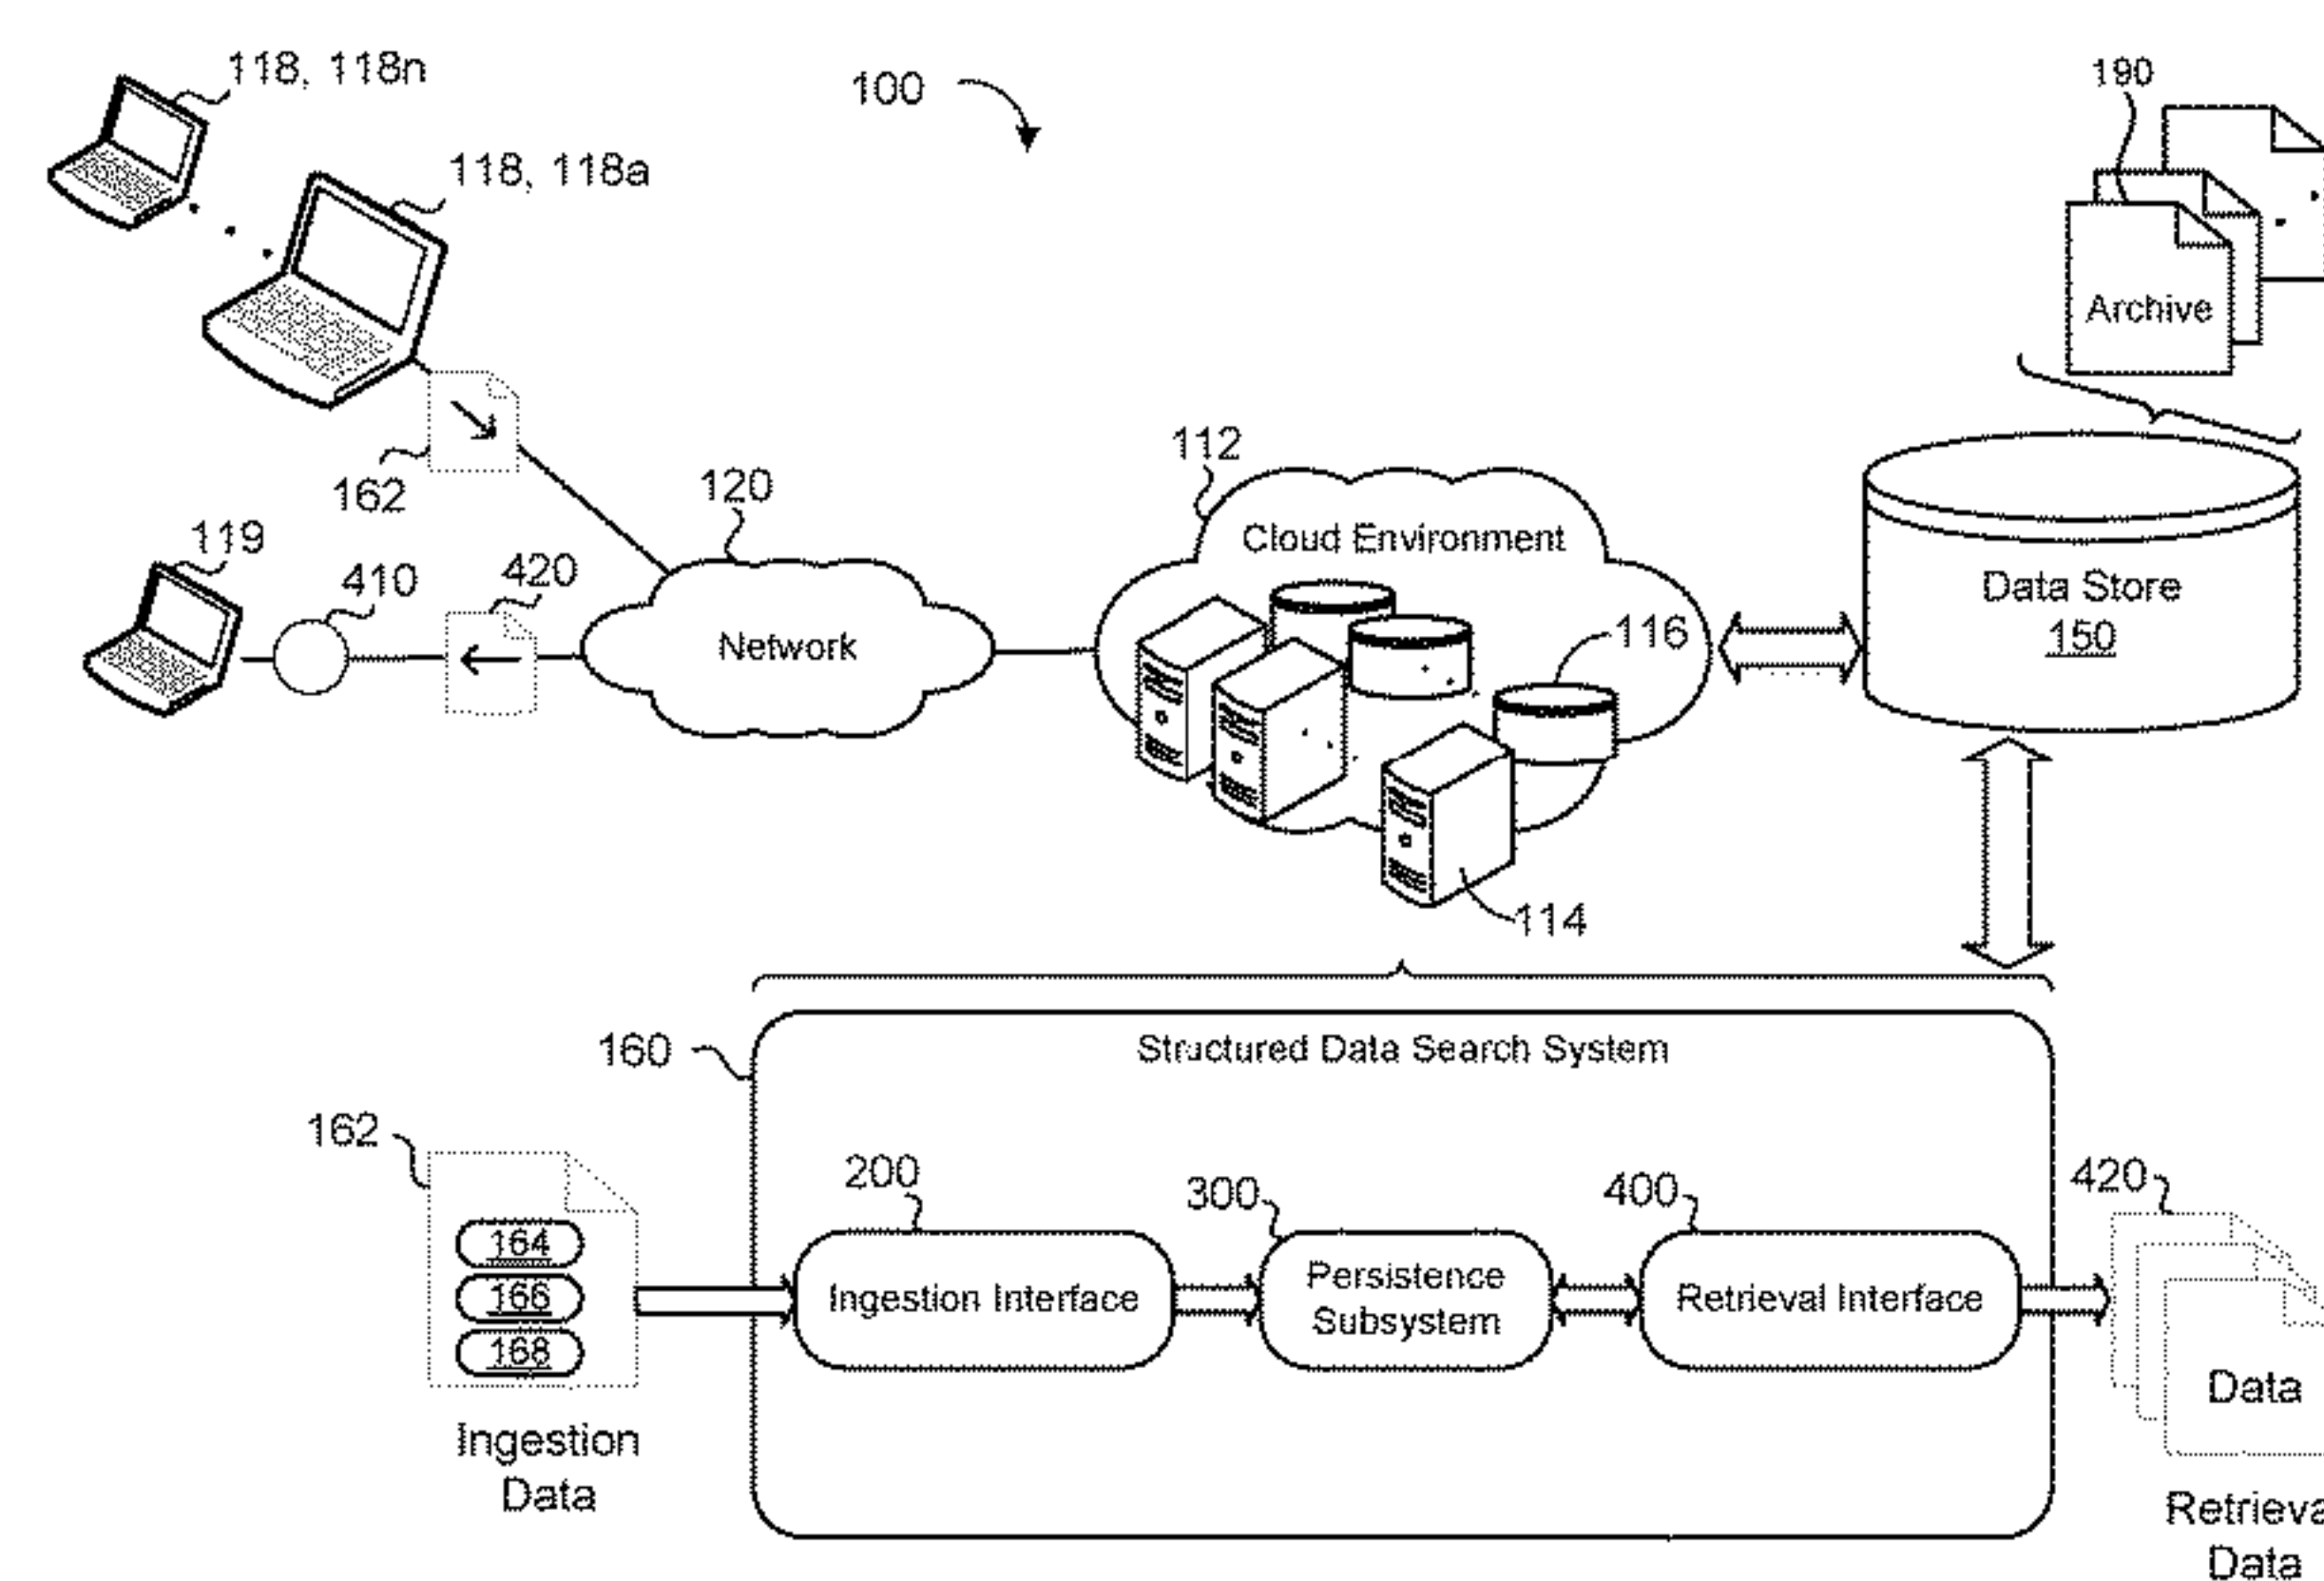 118, 118n
100
190
118, 118a
Archive
162
112
120
Cloud Environment
119
410
420
Data Store
150
Network
116
114
160
Structured Data Search System
162
200
300
400
420
164
166
168
Ingestion Interface
Persistence
Subsystem
Retrieval Interface
Data
Ingestion
Data
Retrieva
Data